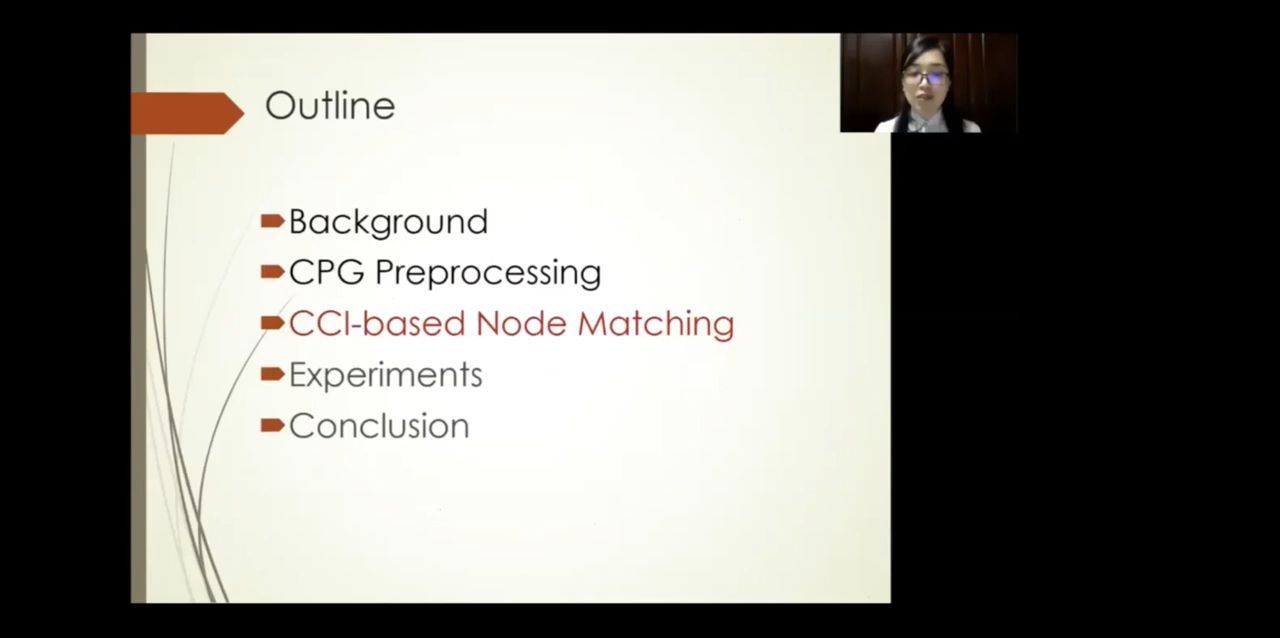 Outline
Background
CPG Preprocessing
CCI-based Node Matching
Experiments
Conclusion